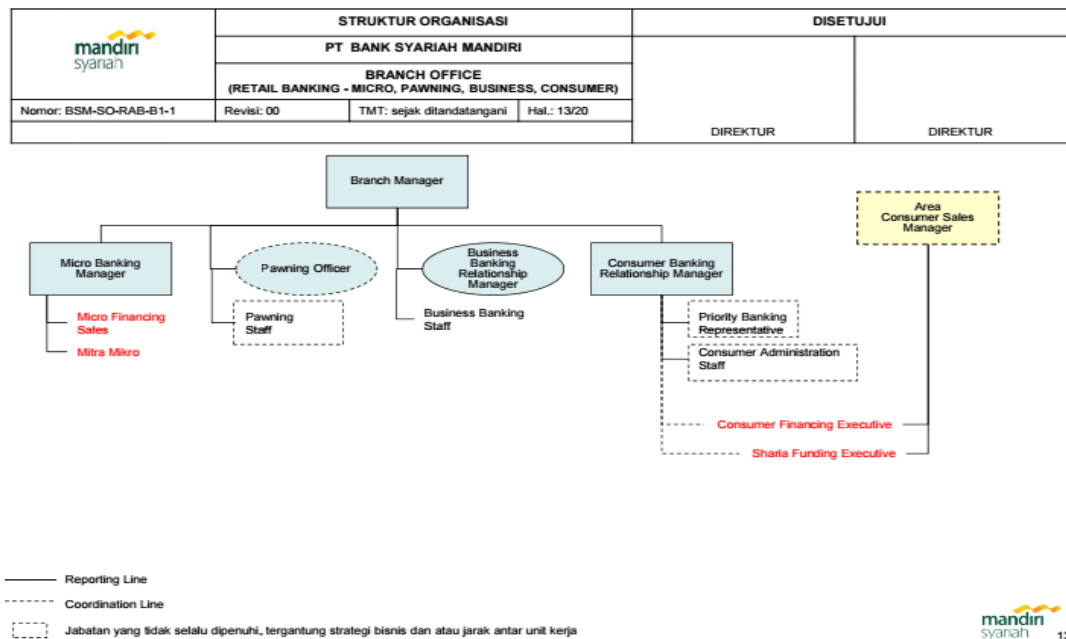 mandiri
syariah
STRUKTUR ORGANISASI
PT BANK SYARIAH MANDIRI
BRANCH OFFICE
(RETAIL BANKING - MICRO, PAWNING, BUSINESS, CONSUMER)
Nomor: BSM-SO-RAB-B1-1
Revisi: 00
TMT: sejak ditandatangani
Hal.: 13/20
DISETUJUI
DIREKTUR
DIREKTUR
Branch Manager
Area
Consumer Sales
Manager
Micro Banking
Manager
Micro Financing
Sales
Mitra Mikro
Pawning Officer
Pawning
Staff
Business
Banking
Relationship
Manager
Business Banking
Staff
Consumer Banking
Relationship Manager
Priority Banking
Representative
Consumer Administration
Staff
Consumer Financing Executive
Sharia Funding Executive
Reporting Line
Coordination Line
Jabatan yang tidak selalu dipenuhi, tergantung strategi bisnis dan atau jarak antar unit kerja
mandiri
syariah